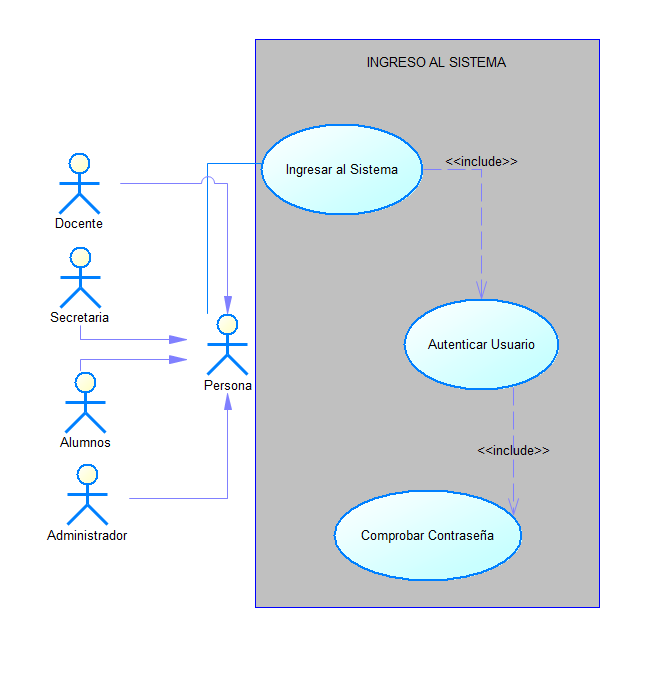 INGRESO AL SISTEMA
<<include>>
Ingresar al Sistema
Docente
Secretaria
Autenticar Usuario
Persona
Alumnos
<<include>>
Administrador
Comprobar Contraseña